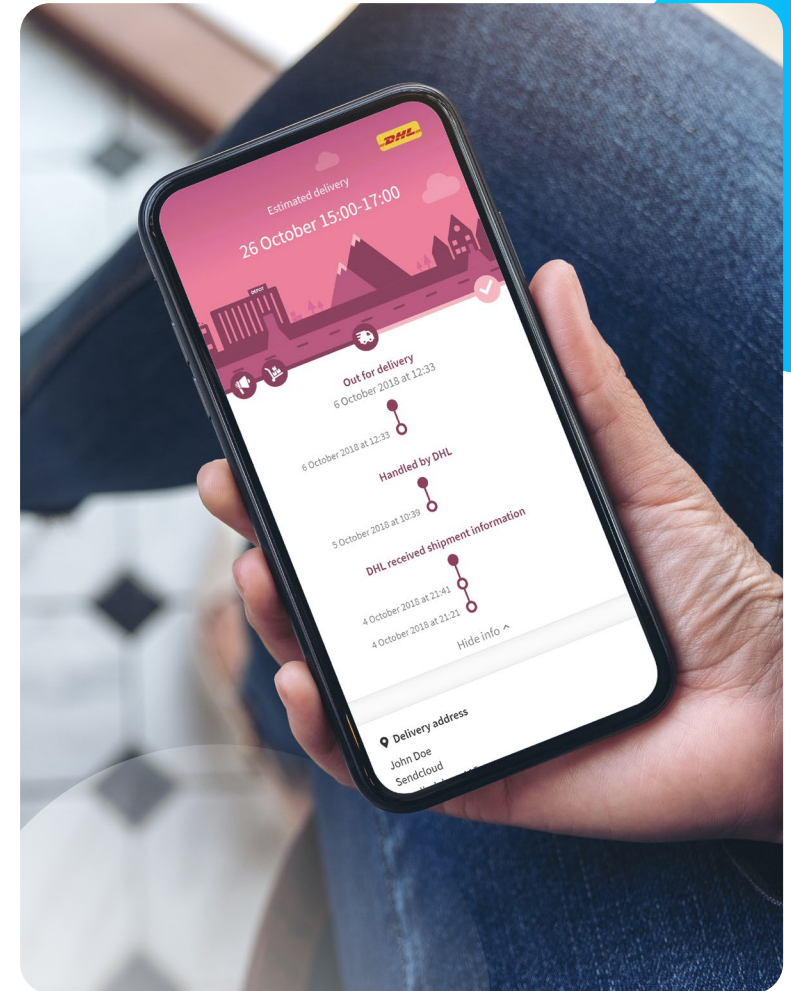 DHL
Estimated delivery
26 October 15:00-17:00
DEPOT
Out for delivery
6 October 2018 at 12:33
6 October 2018 at 12:33
Handled by DHL
5 October 2018 at 10:39
DHL received shipment information
4 October 2018 at 21:41
4 October 2018 at 21:21
Hide info
Delivery address
John Doe
Sendcloud